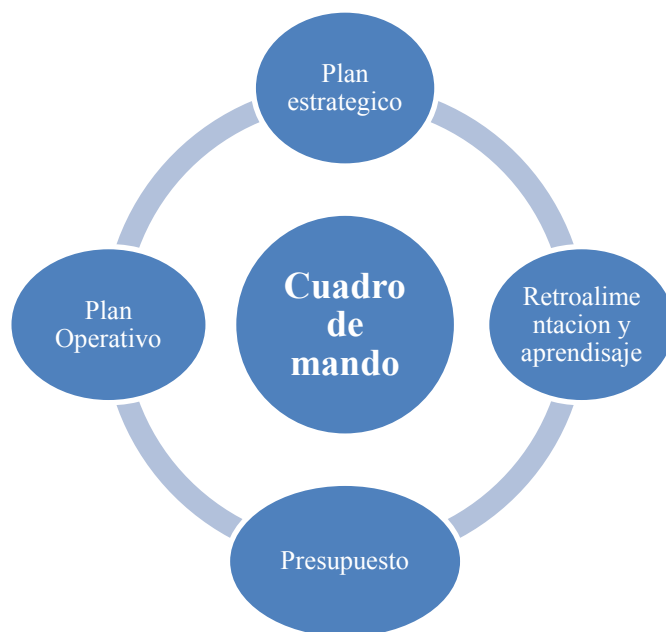 Plan
estrategico
Cuadro
de
mando
Plan
Operativo
Retroalime
ntacion y
aprendisaje
Presupuesto